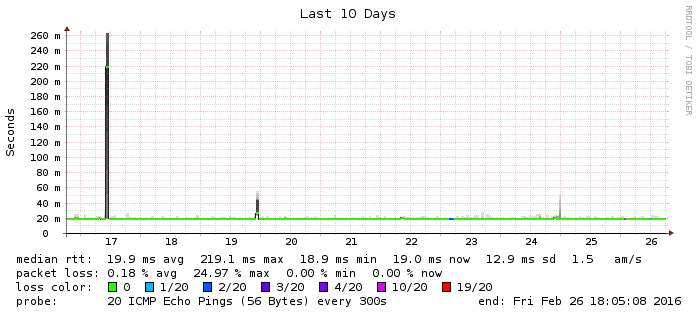 Last 10 Days
RRDTOOL / TOBI OETIKER
Seconds
260 m
240 m
220 m
200 m
180 m
160 m
140 m
120 m
100 m
80 m
60 m
40 m
20 m
0
17 18 19 20 21 22 23 24 25 26
median rtt: 19.9 ms avg 219.1 ms max 18.9 ms min 19.0 ms now 12.9 ms sd 1.5 am/s
packet loss: 0.18 % avg 24.97 % max 0.00 % min 0.00 % now
loss color: 0 1/20 2/20 3/20 4/20 10/20 19/20
probe: 20 ICMP Echo Pings (56 Bytes) every 300s end: Fri Feb 26 18:05:08 2016